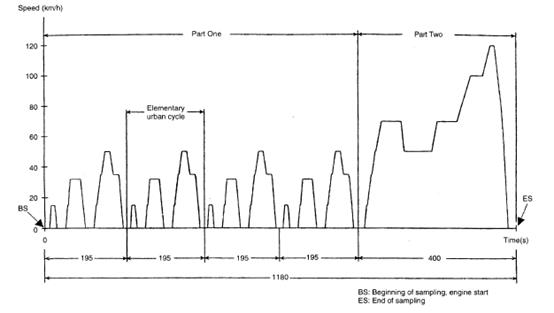 Speed (km/h)
Part One
Part Two
120
100
80
60
40
20
0
Elementary
urban cycle
BS
ES
0
Time(s)
195
195
195
195
400
1180
BS: Beginning of sampling, engine start
ES: End of sampling